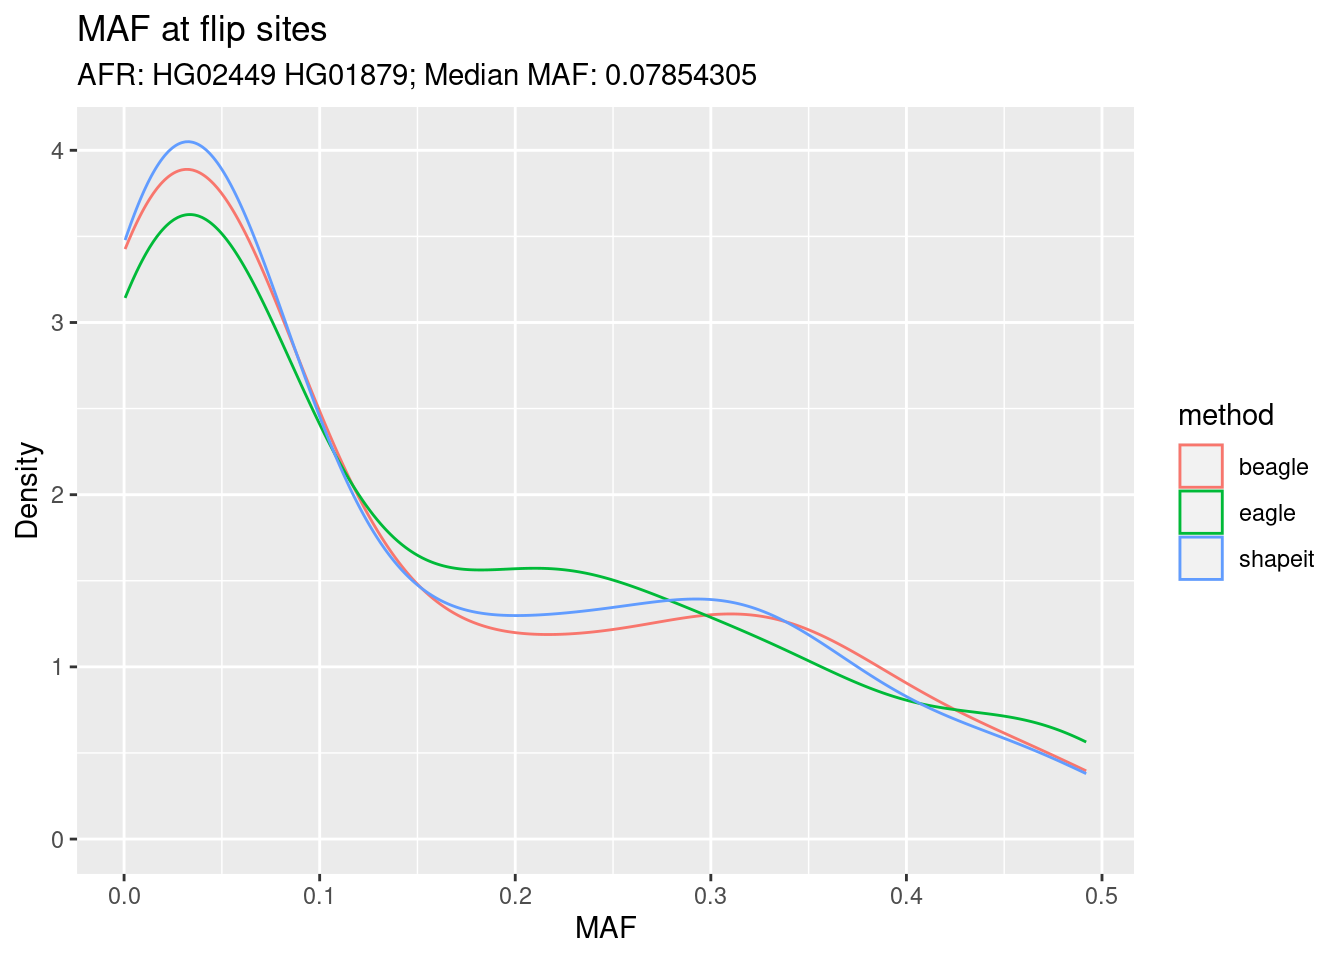 MAF at flip sites
AFR: HG02449 HG01879; Median MAF: 0.07854305
4
3
2
1
0
Density
0.0 0.1 0.2 0.3 0.4 0.5
MAF
method
beagle
eagle
shapeit